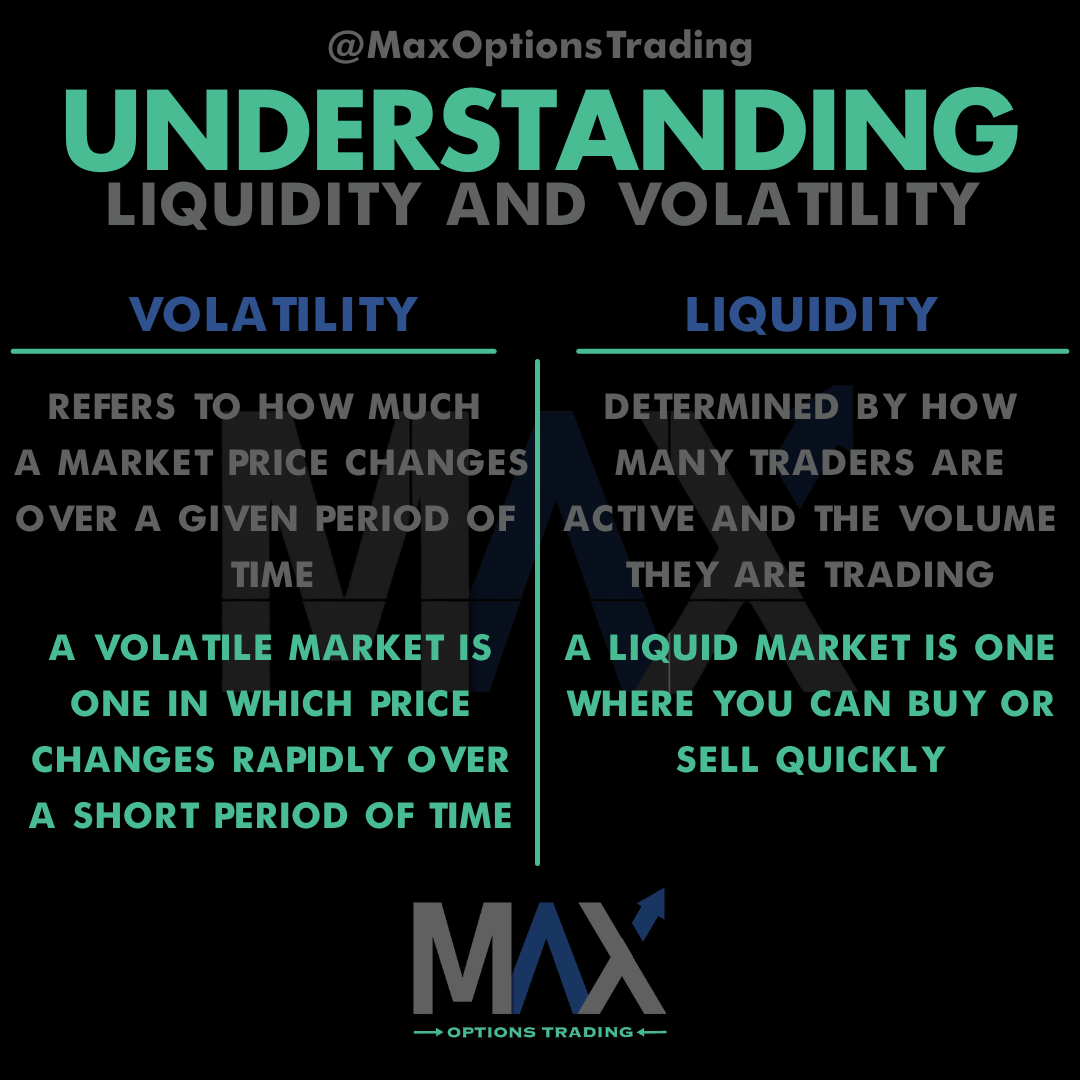 @MaxOptionsTrading
UNDERSTANDING
LIQUIDITY AND VOLATILITY
VOLATILITY
REFERS TO HOW MUCH
A MARKET PRICE CHANGES
OVER A GIVEN PERIOD OF
TIME
A VOLATILE MARKET IS
ONE IN WHICH PRICE
CHANGES RAPIDLY OVER
A SHORT PERIOD OF TIME
LIQUIDITY
DETERMINED BY HOW
MANY TRADERS ARE
ACTIVE AND THE VOLUME
THEY ARE TRADING
A LIQUID MARKET IS ONE
WHERE YOU CAN BUY OR
SELL QUICKLY
MAX
MAX
OPTIONS TRADING